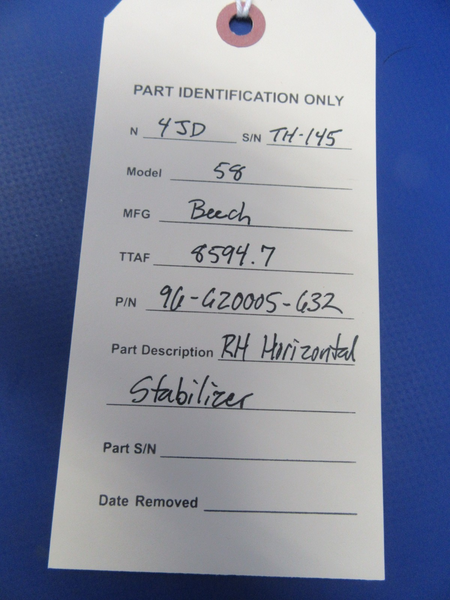 PART IDENTIFICATION ONLY
N 4JD S/N TH-145
Model 58
MFG Beech
TTAF 8594.7
P/N 96-620005-632
Part Description RH Horizontal
Stabilizer
Part S/N
Date Removed